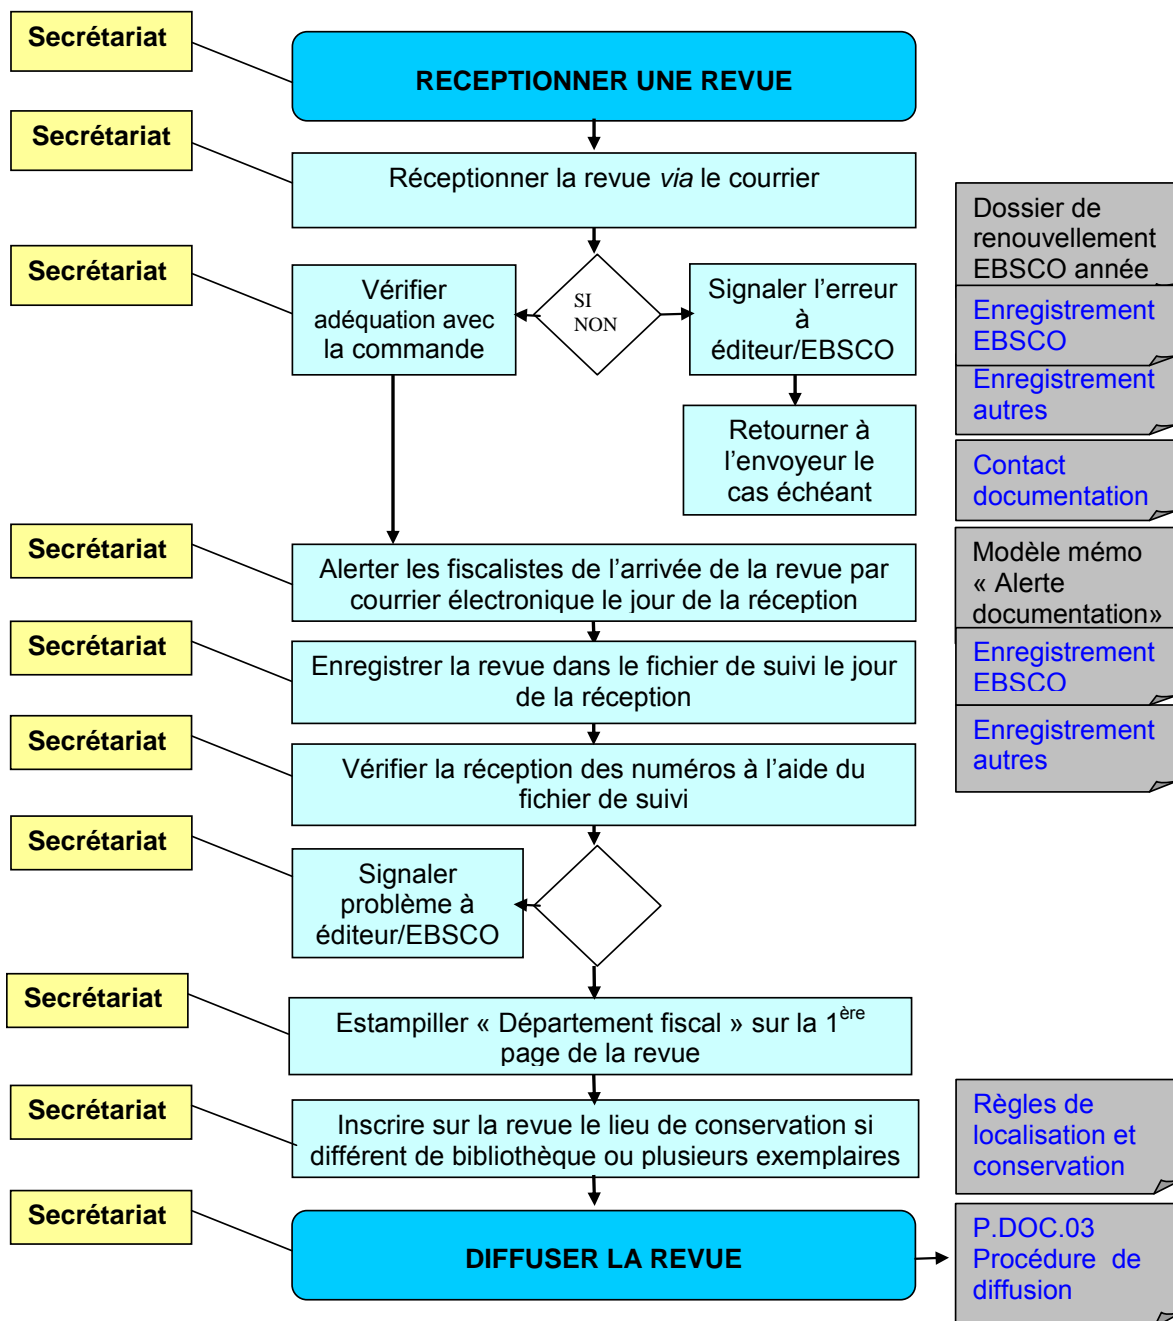 Secrétariat
RECEPTIONNER UNE REVUE
Secrétariat
Réceptionner la revue via le courrier
Secrétariat
Vérifier
adéquation avec
la commande
SI
NON
Signaler l’erreur
à
éditeur/EBSCO
Retourner à
l’envoyeur le
cas échéant
Dossier de
renouvellement
EBSCO année
Enregistrement
EBSCO
Enregistrement
autres
Contact
documentation
Secrétariat
Alerter les fiscalistes de l’arrivée de la revue par
courrier électronique le jour de la réception
Modèle mémo
« Alerte
documentation»
Secrétariat
Enregistrer la revue dans le fichier de suivi le jour
de la réception
Enregistrement
EBSCO
Secrétariat
Vérifier la réception des numéros à l’aide du
fichier de suivi
Enregistrement
autres
Secrétariat
Signaler
problème à
éditeur/EBSCO
Secrétariat
Estampiller « Département fiscal » sur la 1ère
page de la revue
Secrétariat
Inscrire sur la revue le lieu de conservation si
différent de bibliothèque ou plusieurs exemplaires
Règles de
localisation et
conservation
Secrétariat
DIFFUSER LA REVUE
P.DOC.03
Procédure de
diffusion